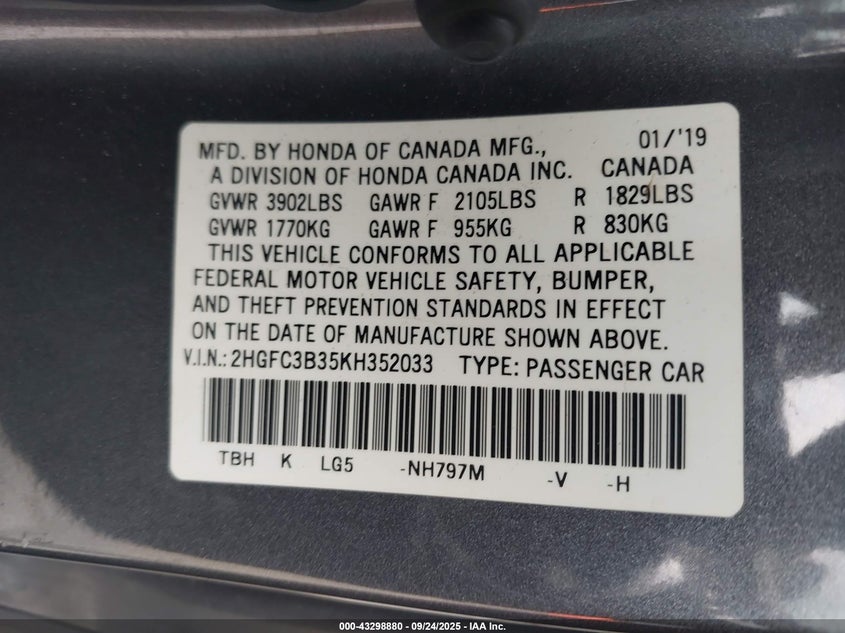 MFD. BY HONDA OF CANADA MFG., 01/'19
A DIVISION OF HONDA CANADA INC. CANADA
GVWR 3902LBS GAWR F 2105LBS R 1829LBS
GVWR 1770KG GAWR F 955KG R 830KG
THIS VEHICLE CONFORMS TO ALL APPLICABLE
FEDERAL MOTOR VEHICLE SAFETY, BUMPER,
AND THEFT PREVENTION STANDARDS IN EFFECT
ON THE DATE OF MANUFACTURE SHOWN ABOVE.
V.I.N.: 2HGFC3B35KH352033 TYPE: PASSENGER CAR
TBH K LG5 -NH797M -V -H
000-43298880 - 09/24/2025 - IAA Inc.